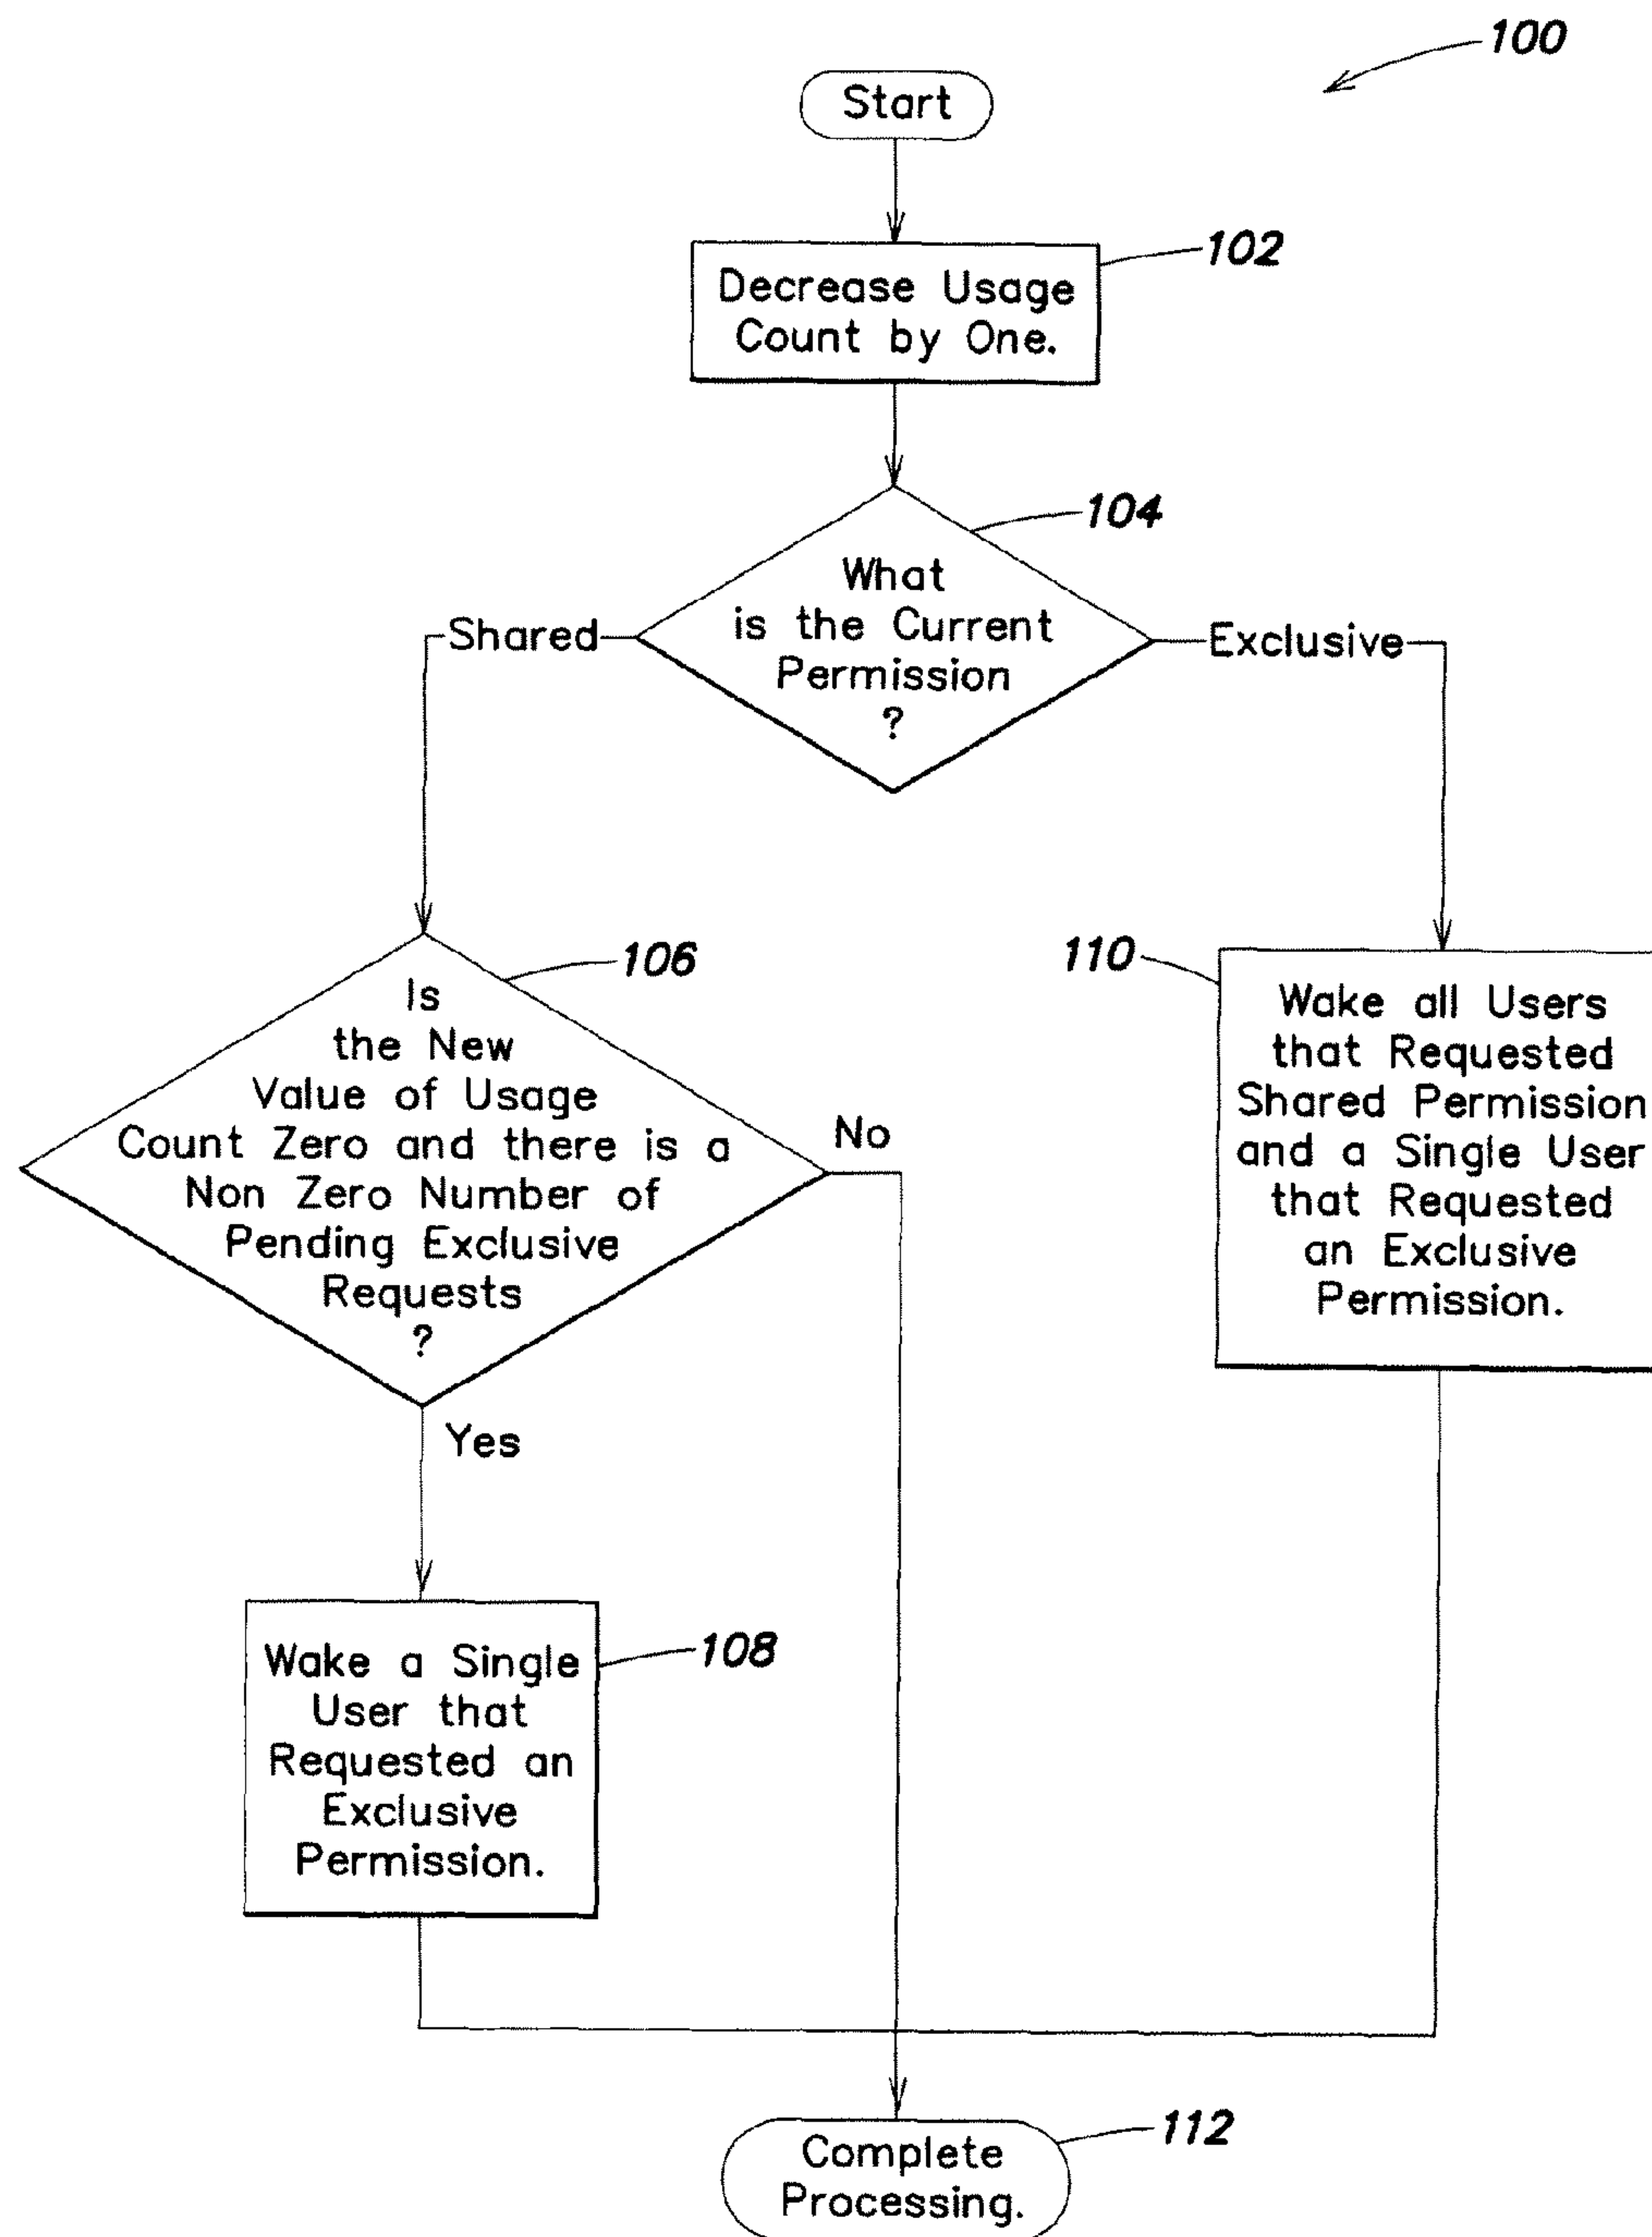 100
Start
102
Decrease Usage
Count by One.
104
What
is the Current
Permission
?
Shared
Exclusive
106
Is
the New
Value of Usage
Count Zero and there is a
Non Zero Number of
Pending Exclusive
Requests
?
No
Yes
110
Wake all Users
that Requested
Shared Permission
and a Single User
that Requested
an Exclusive
Permission.
108
Wake a Single
User that
Requested an
Exclusive
Permission.
112
Complete
Processing.